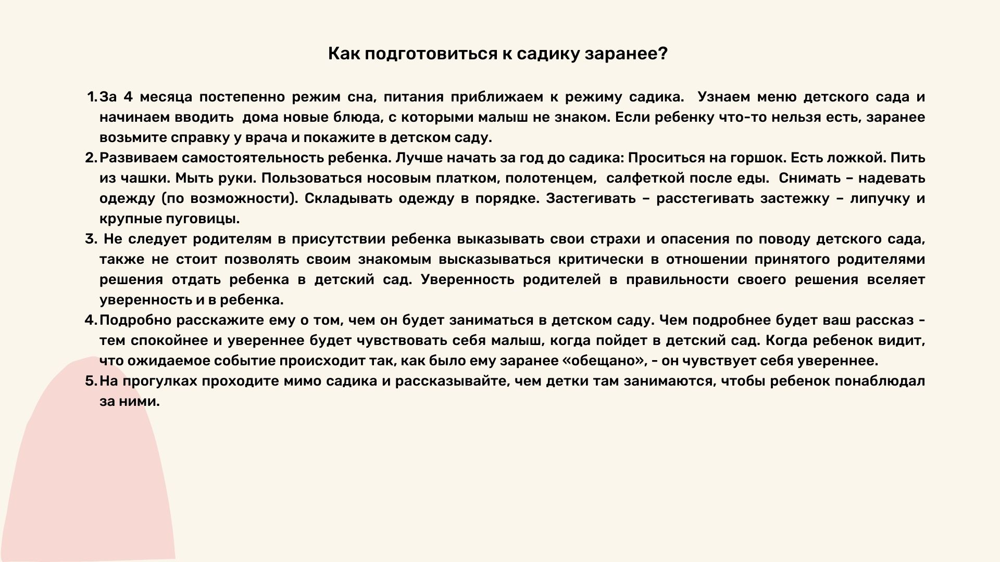 Как подготовиться к садику заранее?
1. За 4 месяца постепенно режим сна, питания приближаем к режиму садика. Узнаем меню детского сада и
начинаем вводить дома новые блюда, с которыми малыш не знаком. Если ребенку что-то нельзя есть, заранее
возьмите справку у врача и покажите в детском саду.
2. Развиваем самостоятельность ребенка. Лучше начать за год до садика: Проситься на горшок. Есть ложкой. Пить
из чашки. Мыть руки. Пользоваться носовым платком, полотенцем, салфеткой после еды. Снимать – надевать
одежду (по возможности). Складывать одежду в порядке. Застегивать – расстегивать застежку – липучку и
крупные пуговицы.
3. Не следует родителям в присутствии ребенка выказывать свои страхи и опасения по поводу детского сада,
также не стоит позволять своим знакомым высказываться критически в отношении принятого родителями
решения отдать ребенка в детский сад. Уверенность родителей в правильности своего решения вселяет
уверенность и в ребенка.
4. Подробно расскажите ему о том, чем он будет заниматься в детском саду. Чем подробнее будет ваш рассказ -
тем спокойнее и увереннее будет чувствовать себя малыш, когда пойдет в детский сад. Когда ребенок видит,
что ожидаемое событие происходит так, как было ему заранее «обещано», - он чувствует себя увереннее.
5. На прогулках проходите мимо садика и рассказывайте, чем детки там занимаются, чтобы ребенок понаблюдал
за ними.